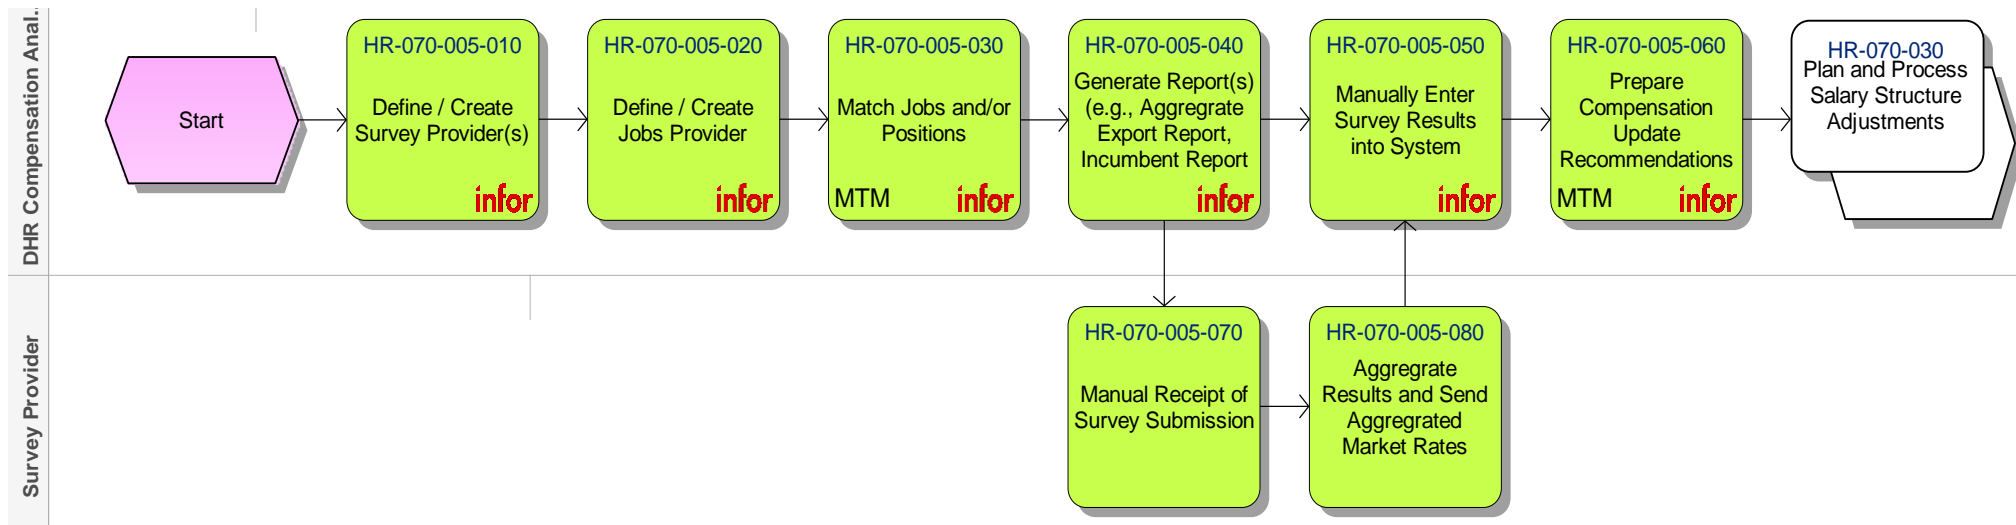 DHR Compensation Anal..
Start
HR-070-005-010
Define / Create
Survey Provider(s)
infor
HR-070-005-020
Define / Create
Jobs Provider
infor
HR-070-005-030
Match Jobs and/or
Positions
MTM
infor
HR-070-005-040
Generate Report(s)
(e.g., Aggregrate
Export Report,
Incumbent Report
infor
HR-070-005-050
Manually Enter
Survey Results
into System
infor
HR-070-005-060
Prepare
Compensation
Update
Recommendations
MTM
infor
HR-070-030
Plan and Process
Salary Structure
Adjustments
Survey Provider
HR-070-005-070
Manual Receipt of
Survey Submission
HR-070-005-080
Aggregrate
Results and Send
Aggregrated
Market Rates